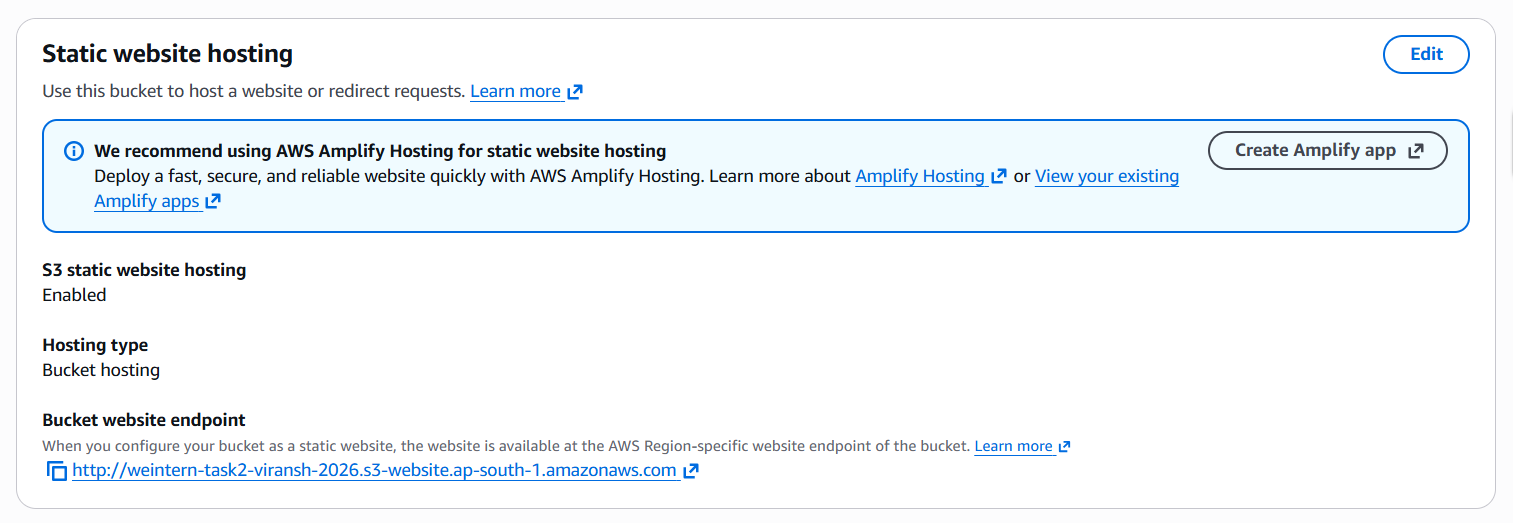 Static website hosting
Edit
Use this bucket to host a website or redirect requests. Learn more
We recommend using AWS Amplify Hosting for static website hosting
Create Amplify app
Deploy a fast, secure, and reliable website quickly with AWS Amplify Hosting. Learn more about Amplify Hosting or View your existing
Amplify apps
S3 static website hosting
Enabled
Hosting type
Bucket hosting
Bucket website endpoint
When you configure your bucket as a static website, the website is available at the AWS Region-specific website endpoint of the bucket. Learn more
http://weintern-task2-viransh-2026.s3-website.ap-south-1.amazonaws.com